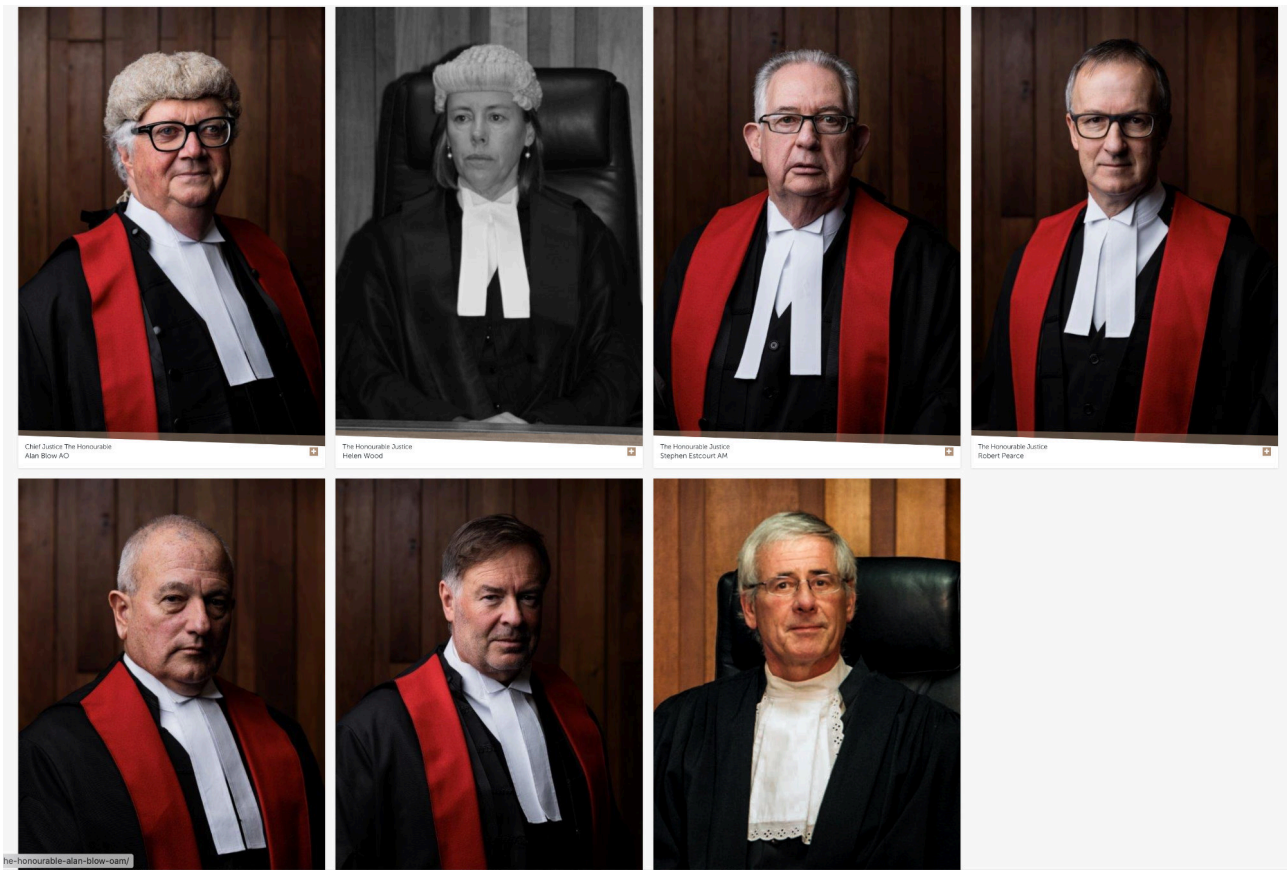 Chief Justice The Honourable
Alan Blow AO
The Honourable Justice
Helen Wood
The Honourable Justice
Stephen Estcourt AM
The Honourable Justice
Robert Pearce
he-honourable-alan-blow-oam/